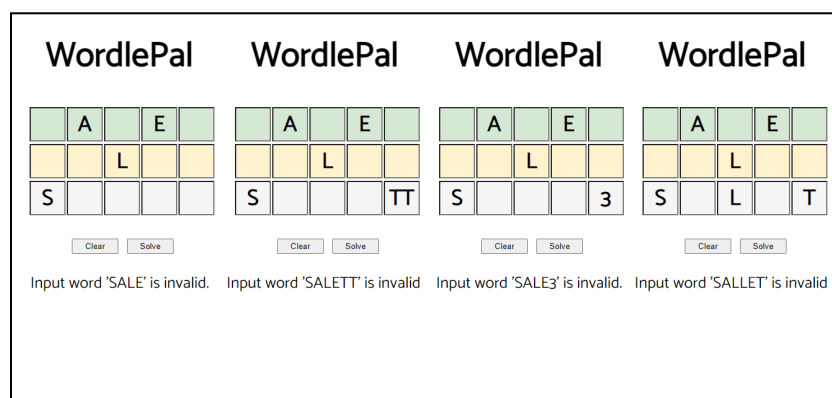 WordlePal WordlePal WordlePal WordlePal
A E A E A E A E
L L L L
S S TT S 3 S L T
Clear Solve Clear Solve Clear Solve Clear Solve
Input word 'SALE' is invalid. Input word 'SALETT' is invalid Input word 'SALE3' is invalid. Input word 'SALLET' is invalid